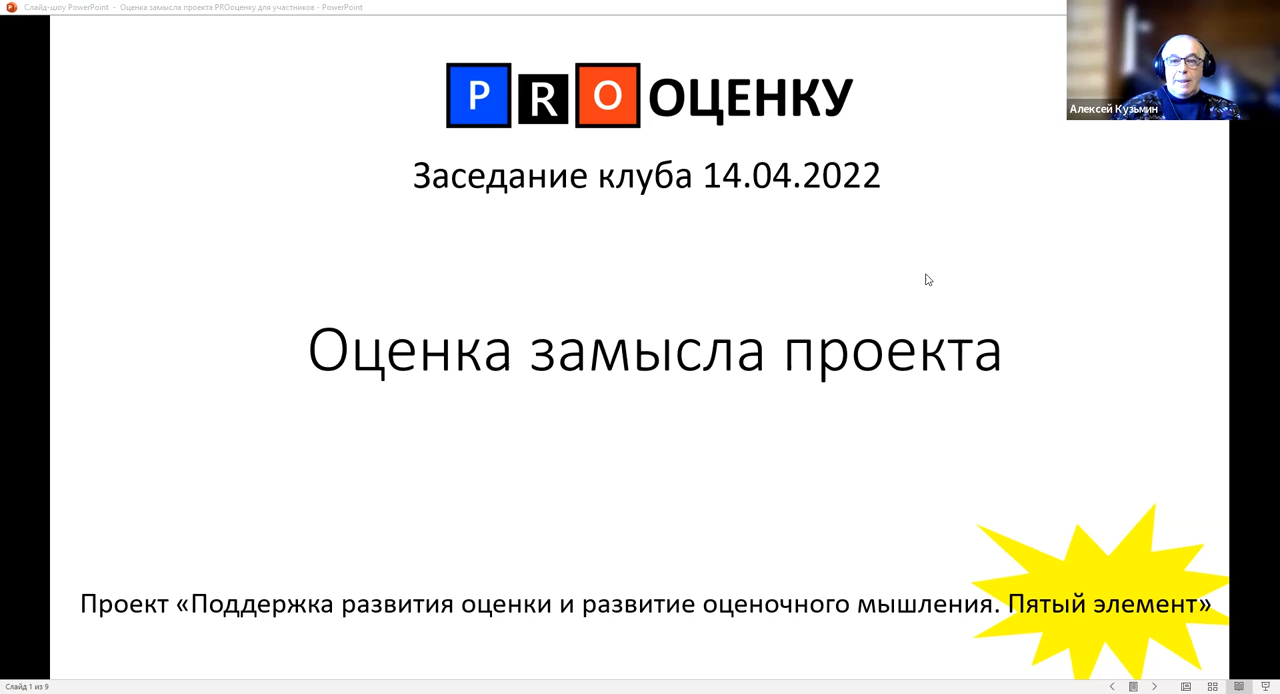 Слайд-шоу PowerPoint - Оценка замысла проекта PROоценку для участников - PowerPoint
Алексей Кузьмин
PRO ОЦЕНКУ
Заседание клуба 14.04.2022
Оценка замысла проекта
Проект «Поддержка развития оценки и развитие оценочного мышления. Пятый элемент»
Слайд 1 из 9